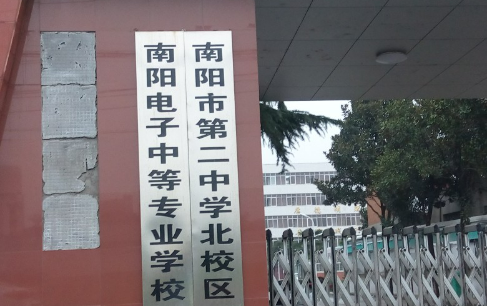 南阳市第二中学北校区
南阳电子中等专业学校